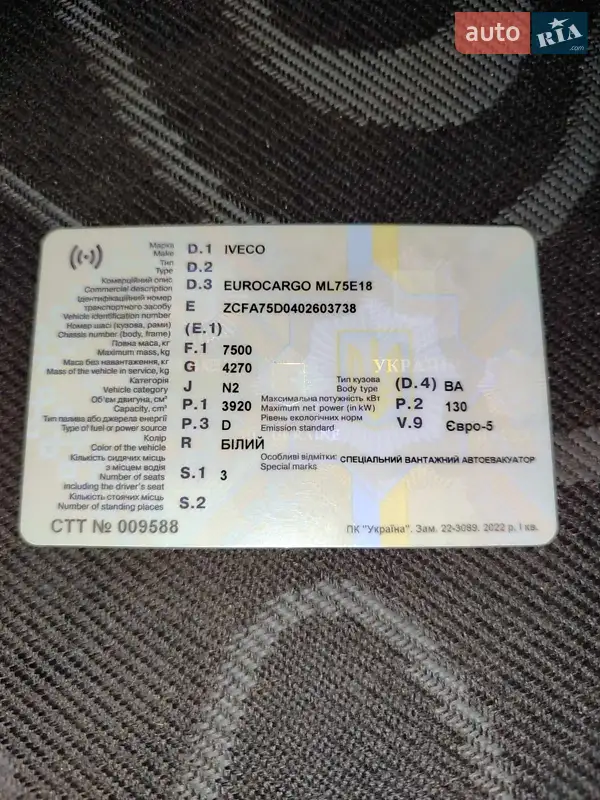 auto RIA .com
Марка D.1 IVECO
Make
Тип D.2
Type
Комерційний опис D.3 EUROCARGO ML75E18
Commercial description
Ідентифікаційний номер
транспортного засобу E ZCFA75D0402603738
Vehicle identification number
Номер шасі (кузова, рами) (E.1)
Chassis number (body, frame)
Повна маса, кг F.1 7500
Maximum mass, kg
Маса без навантаження, кг G 4270
Mass of the vehicle in service, kg
Категорія J N2 Тип кузова (D.4) BA
Vehicle category Body type
Об'єм двигуна, см³ P.1 3920 Максимальна потужність кВт P.2 130
Capacity, cm³ Maximum net power (in kW)
Тип палива або джерела енергії P.3 D Рівень екологічних норм V.9 Євро-5
Type of fuel or power source Emission standard
Колір R БІЛИЙ
Color of the vehicle
Кількість сидячих місць Особливі відмітки: СПЕЦІАЛЬНИЙ ВАНТАЖНИЙ АВТОЕВАКУАТОР
з місцем водія Special marks
Number of seats S.1 3
including the driver's seat
Кількість стоячих місць S.2
Number of standing places
СТТ № 009588
ПК "Україна". Зам. 22-3089. 2022 р. І кв.